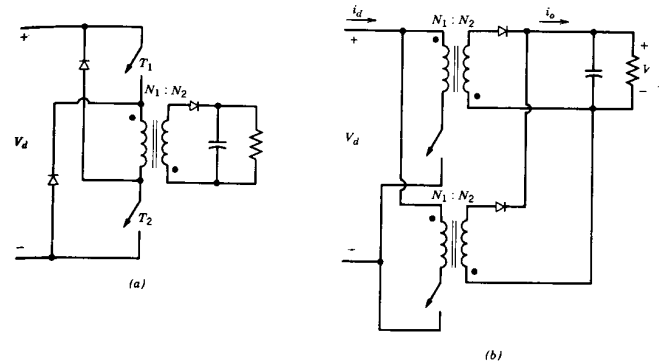 +
T1
N1 : N2
Vd
T2
−
(a)
id
N1 : N2
io
+
+
V
−
Vd
N1 : N2
−
(b)